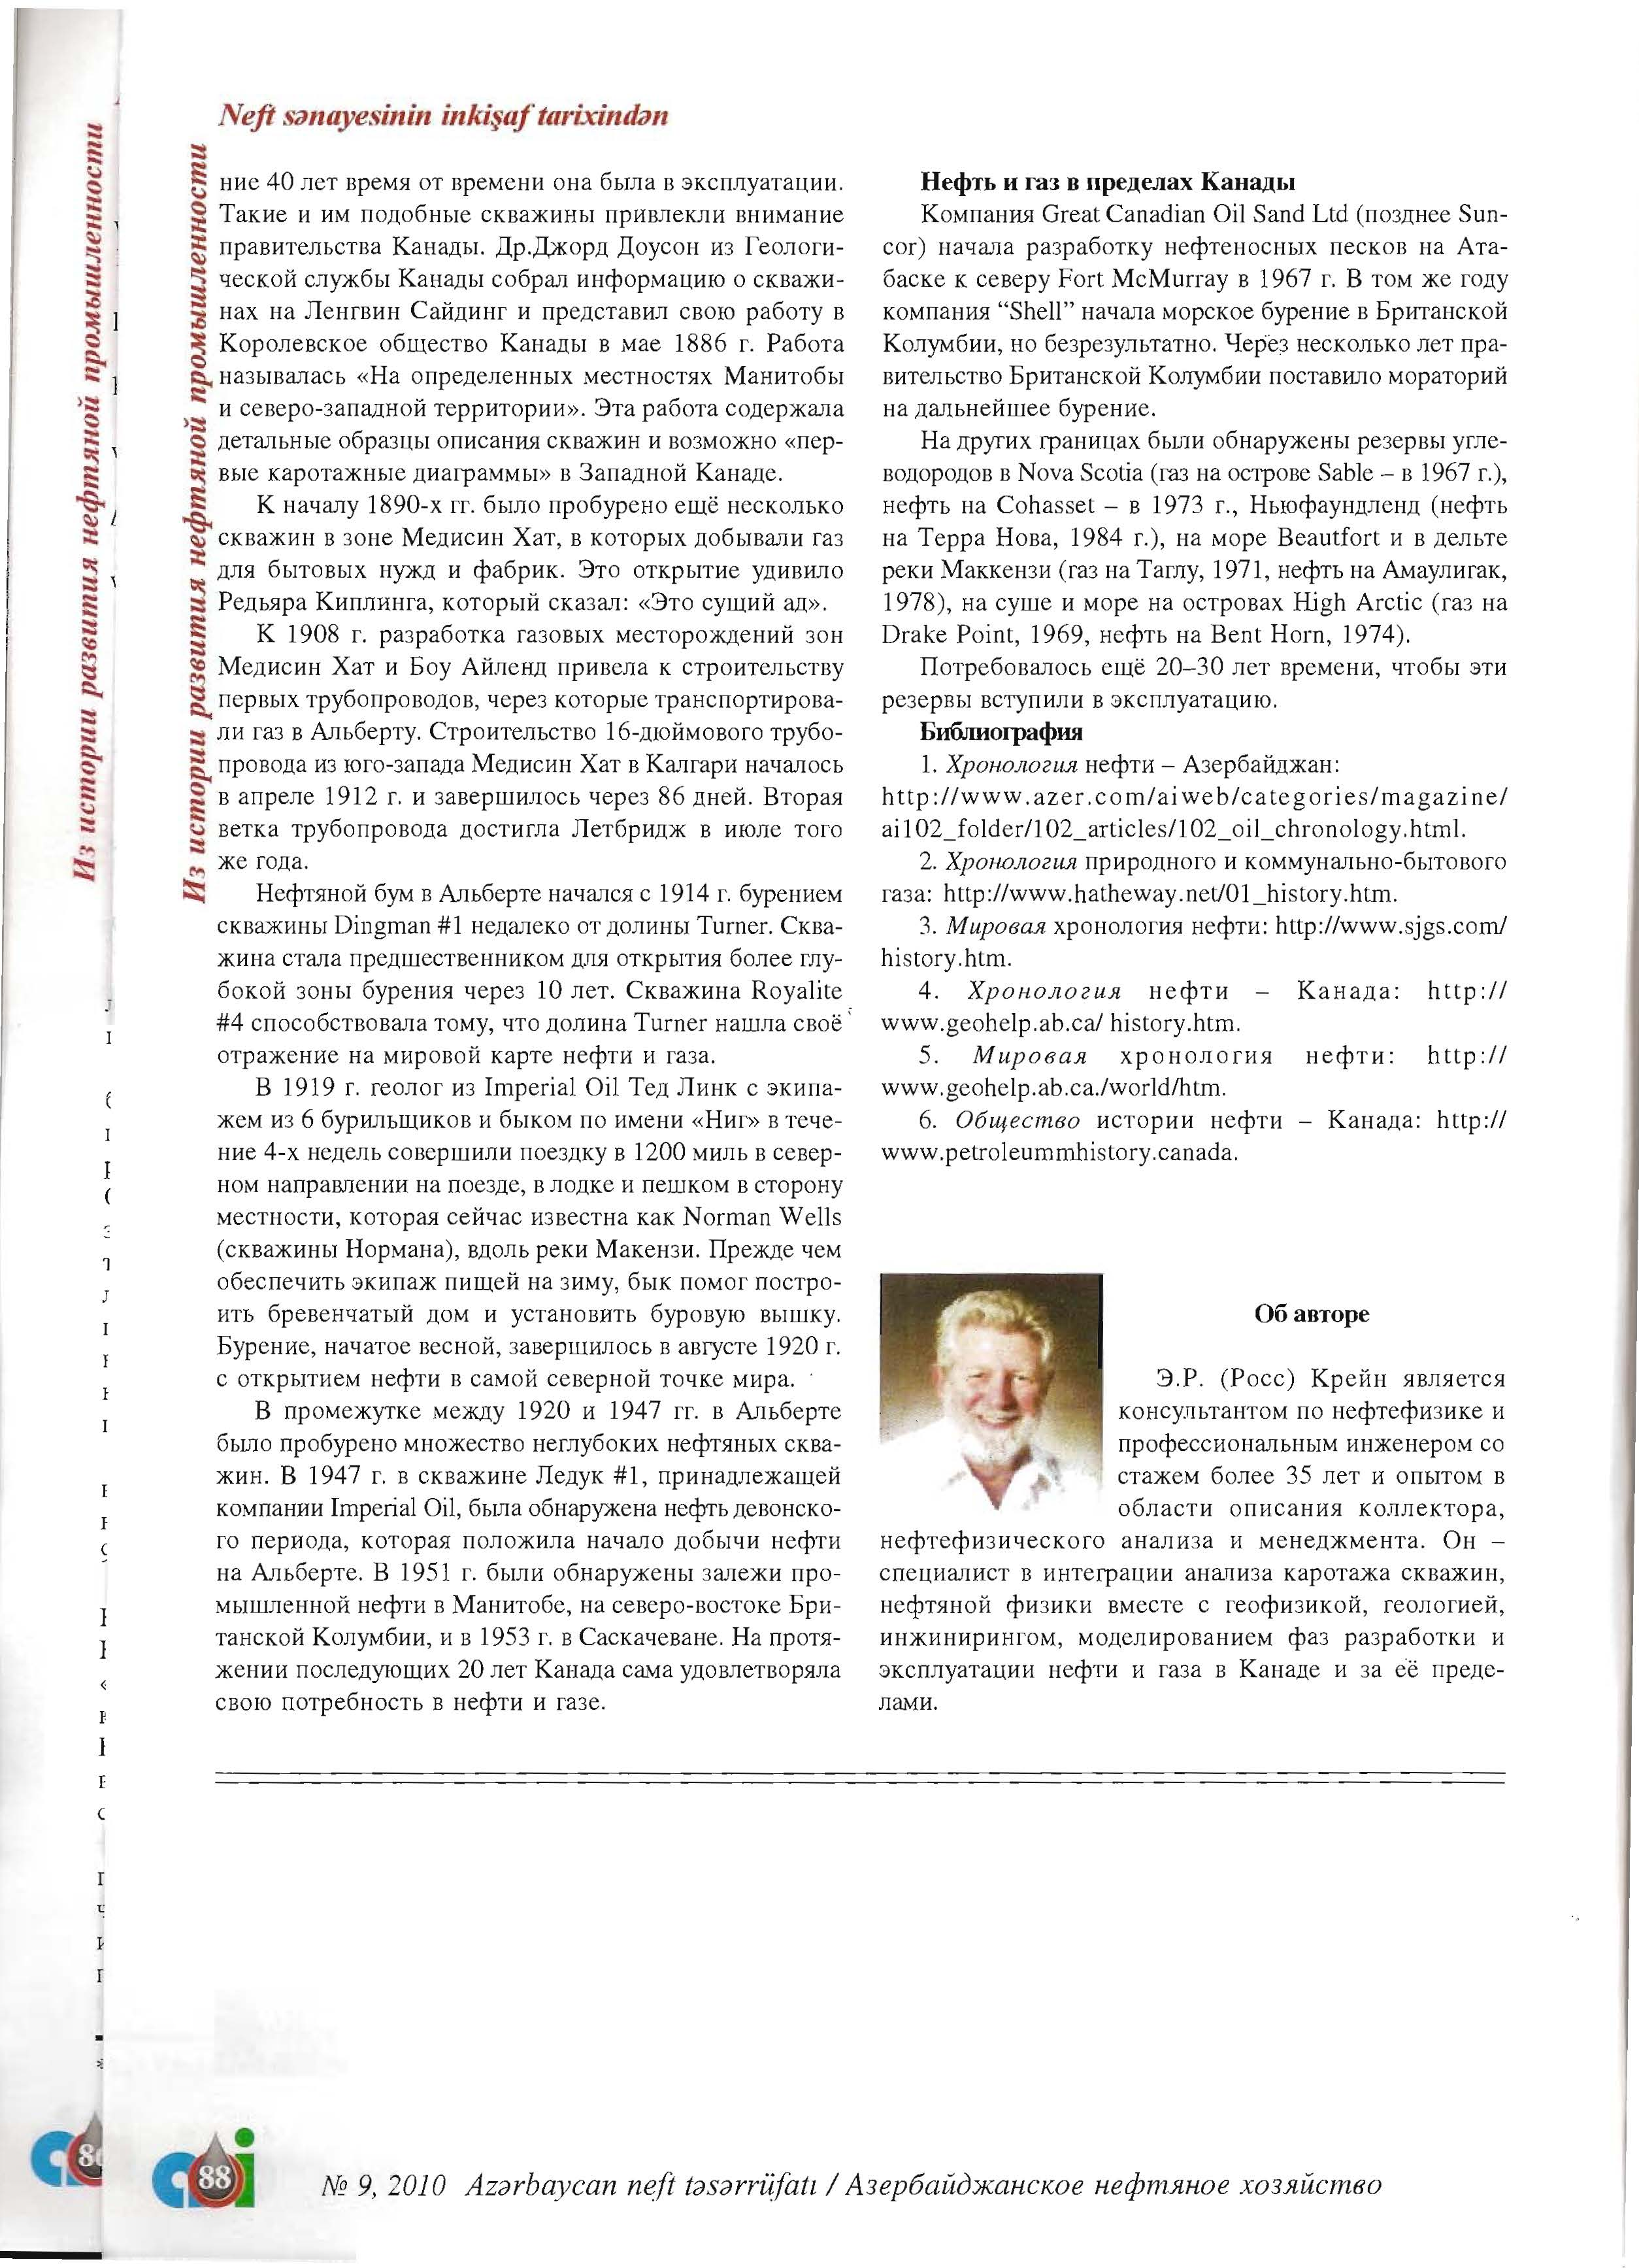 Neft sənayesinin inkişaf tarixindən
Из истории развития нефтяной промышленности
Из истории развития нефтяной промышленности
ние 40 лет время от времени она была в эксплуатации.
Такие и им подобные скважины привлекли внимание
правительства Канады. Др.Джорд Доусон из Геологи-
ческой службы Канады собрал информацию о скважи-
нах на Ленгвин Сайдинг и представил свою работу в
Королевское общество Канады в мае 1886 г. Работа
называлась «На определенных местностях Манитобы
и северо-западной территории». Эта работа содержала
детальные образцы описания скважин и возможно «пер-
вые каротажные диаграммы» в Западной Канаде.
К началу 1890-х гг. было пробурено ещё несколько
скважин в зоне Медисин Хат, в которых добывали газ
для бытовых нужд и фабрик. Это открытие удивило
Редьяра Киплинга, который сказал: «Это сущий ад».
К 1908 г. разработка газовых месторождений зон
Медисин Хат и Боу Айленд привела к строительству
первых трубопроводов, через которые транспортирова-
ли газ в Альберту. Строительство 16-дюймового трубо-
провода из юго-запада Медисин Хат в Калгари началось
в апреле 1912 г. и завершилось через 86 дней. Вторая
ветка трубопровода достигла Летбридж в июле того
же года.
Нефтяной бум в Альберте начался с 1914 г. бурением
скважины Dingman #1 недалеко от долины Turner. Сква-
жина стала предшественником для открытия более глу-
бокой зоны бурения через 10 лет. Скважина Royalite
#4 способствовала тому, что долина Turner нашла своё
отражение на мировой карте нефти и газа.
В 1919 г. геолог из Imperial Oil Тед Линк с экипа-
жем из 6 бурильщиков и быком по имени «Ниг» в тече-
ние 4-х недель совершили поездку в 1200 миль в север-
ном направлении на поезде, в лодке и пешком в сторону
местности, которая сейчас известна как Norman Wells
(скважины Нормана), вдоль реки Макензи. Прежде чем
обеспечить экипаж пищей на зиму, бык помог постро-
ить бревенчатый дом и установить буровую вышку.
Бурение, начатое весной, завершилось в августе 1920 г.
с открытием нефти в самой северной точке мира.
В промежутке между 1920 и 1947 гг. в Альберте
было пробурено множество неглубоких нефтяных сква-
жин. В 1947 г. в скважине Ледук #1, принадлежащей
компании Imperial Oil, была обнаружена нефть девонско-
го периода, которая положила начало добычи нефти
на Альберте. В 1951 г. были обнаружены залежи про-
мышленной нефти в Манитобе, на северо-востоке Бри-
танской Колумбии, и в 1953 г. в Саскачеване. На протя-
жении последующих 20 лет Канада сама удовлетворяла
свою потребность в нефти и газе.
Нефть и газ в пределах Канады
Компания Great Canadian Oil Sand Ltd (позднее Sun-
cor) начала разработку нефтеносных песков на Ата-
баске к северу Fort McMurray в 1967 г. В том же году
компания “Shell” начала морское бурение в Британской
Колумбии, но безрезультатно. Через несколько лет пра-
вительство Британской Колумбии поставило мораторий
на дальнейшее бурение.
На других границах были обнаружены резервы угле-
водородов в Nova Scotia (газ на острове Sable – в 1967 г.),
нефть на Cohasset – в 1973 г., Ньюфаундленд (нефть
на Терра Нова, 1984 г.), на море Beautfort и в дельте
реки Маккензи (газ на Таглу, 1971, нефть на Амаулигак,
1978), на суше и море на островах High Arctic (газ на
Drake Point, 1969, нефть на Bent Horn, 1974).
Потребовалось ещё 20–30 лет времени, чтобы эти
резервы вступили в эксплуатацию.
Библиография
1. Хронология нефти – Азербайджан:
http://www.azer.com/aiweb/categories/magazine/
ai102_folder/102_articles/102_oil_chronology.html.
2. Хронология природного и коммунально-бытового
газа: http://www.hatheway.net/01_history.htm.
3. Мировая хронология нефти: http://www.sjgs.com/
history.htm.
4. Хронология нефти – Канада: http://
www.geohelp.ab.ca/ history.htm.
5. Мировая хронология нефти: http://
www.geohelp.ab.ca./world/htm.
6. Общество истории нефти – Канада: http://
www.petroleummhistory.canada.
Об авторе
Э.Р. (Росс) Крейн является
консультантом по нефтефизике и
профессиональным инженером со
стажем более 35 лет и опытом в
области описания коллектора,
нефтефизического анализа и менеджмента. Он –
специалист в интеграции анализа каротажа скважин,
нефтяной физики вместе с геофизикой, геологией,
инжинирингом, моделированием фаз разработки и
эксплуатации нефти и газа в Канаде и за её преде-
лами.
88
№ 9, 2010 Azərbaycan neft təsərrüfatı / Азербайджанское нефтяное хозяйство